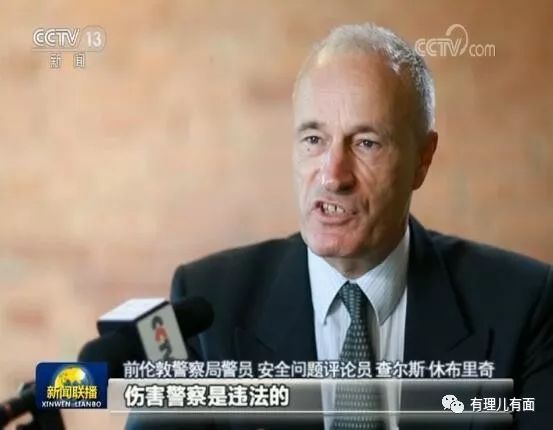 CCTV 13
新闻
CCTV.com
前伦敦警察局警员 安全问题评论员 查尔斯·休布里奇
新闻联播
XINWEN LIANBO
伤害警察是违法的
有理儿有面